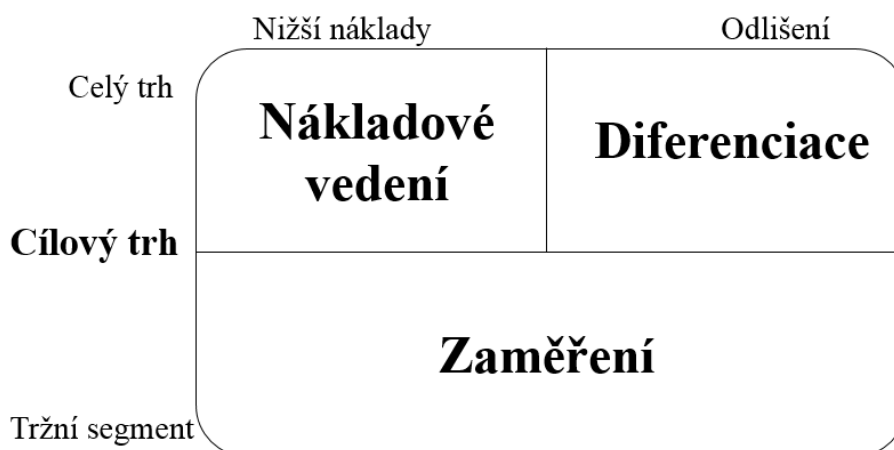 Nižší náklady
Odlišení
Celý trh
Nákladové
vedení
Diferenciace
Cílový trh
Zaměření
Tržní segment